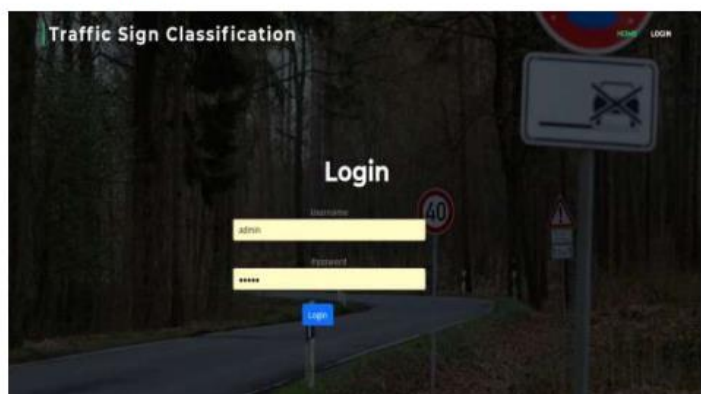 Traffic Sign Classification
HOME LOGIN
Login
Username
40
admin
Password
•••••
Login